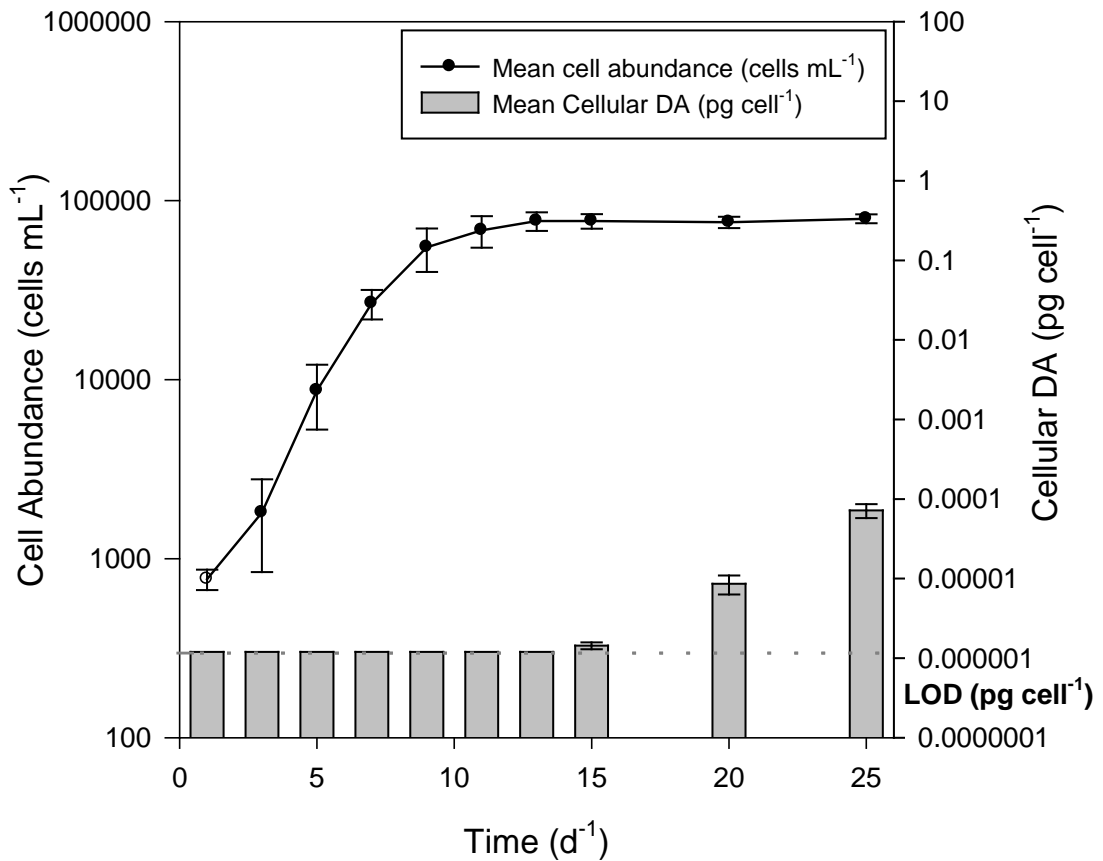 Mean cell abundance (cells mL⁻¹)
Mean Cellular DA (pg cell⁻¹)
Cell Abundance (cells mL⁻¹)
1000000
100000
10000
1000
100
Cellular DA (pg cell⁻¹)
100
10
1
0.1
0.01
0.001
0.0001
0.00001
0.000001
LOD (pg cell⁻¹)
0.0000001
0 5 10 15 20 25
Time (d⁻¹)